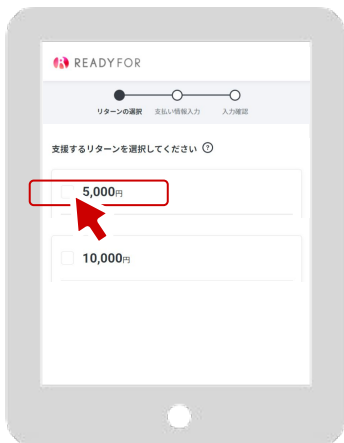 READYFOR
リターンの選択 支払い情報入力 入力確認
支援するリターンを選択してください ?
5,000円
10,000円